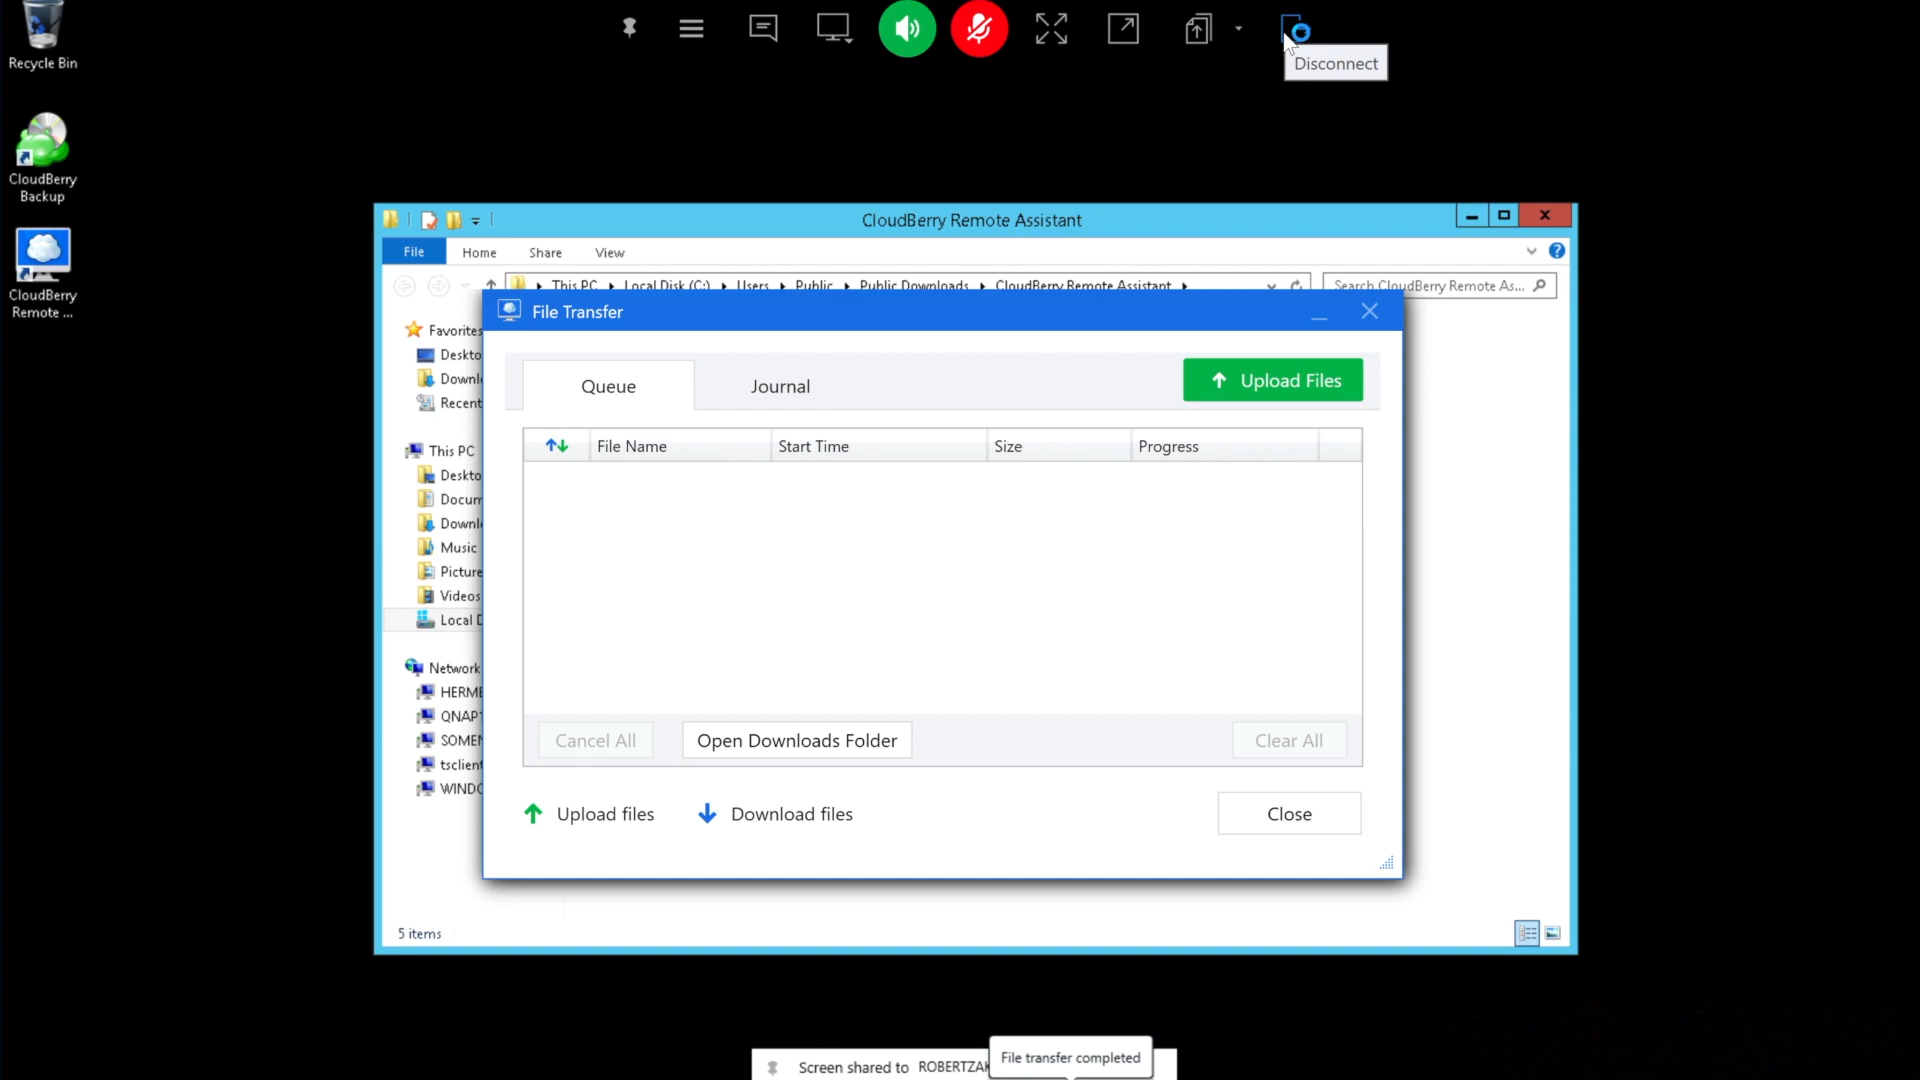 Recycle Bin
Disconnect
CloudBerry
Backup
CloudBerry
Remote ...
CloudBerry Remote Assistant
File
Home
Share
View
This PC
Local Disk (C:)
Users
Public
Public Downloads
CloudBerry Remote Assistant
Search CloudBerry Remote As...
File Transfer
Favorites
Deskto
Downl
Recent
Queue
Journal
Upload Files
File Name
Start Time
Size
Progress
This PC
Deskto
Docum
Downl
Music
Picture
Videos
Local D
Network
HERME
QNAPT
SOMEN
tsclient
WINDO
Cancel All
Open Downloads Folder
Clear All
Upload files
Download files
Close
5 items
Screen shared to ROBERTZAK
File transfer completed